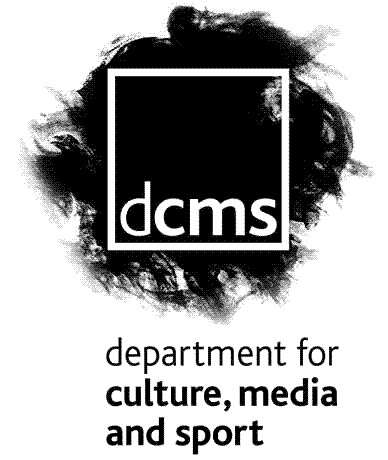 dcms
department for
culture, media
and sport